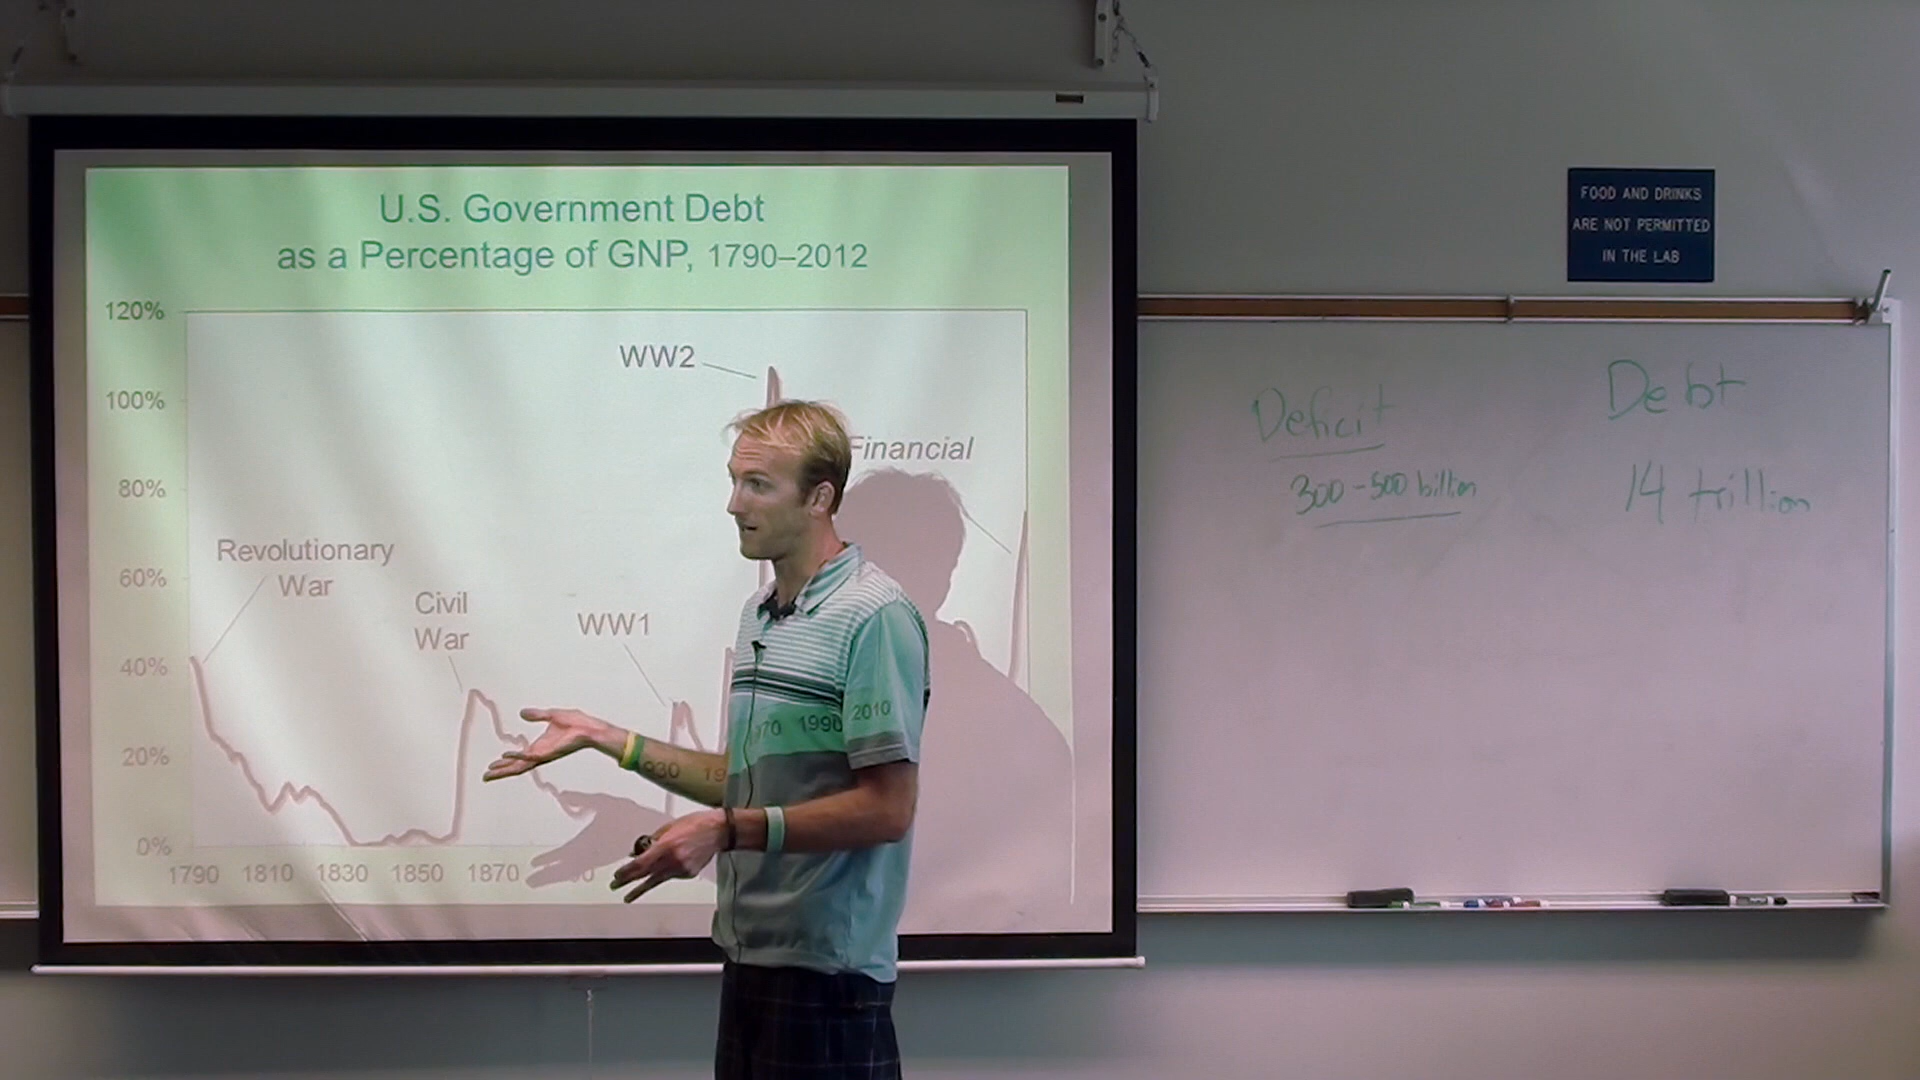 U.S. Government Debt
as a Percentage of GNP, 1790–2012
120%
100%
80%
60%
40%
20%
0%
WW2
Financial
Revolutionary
War
Civil
War
WW1
1790 1810 1830 1850 1870
1990 2010
FOOD AND DRINKS
ARE NOT PERMITTED
IN THE LAB
Deficit
300-500 billion
Debt
14 trillion